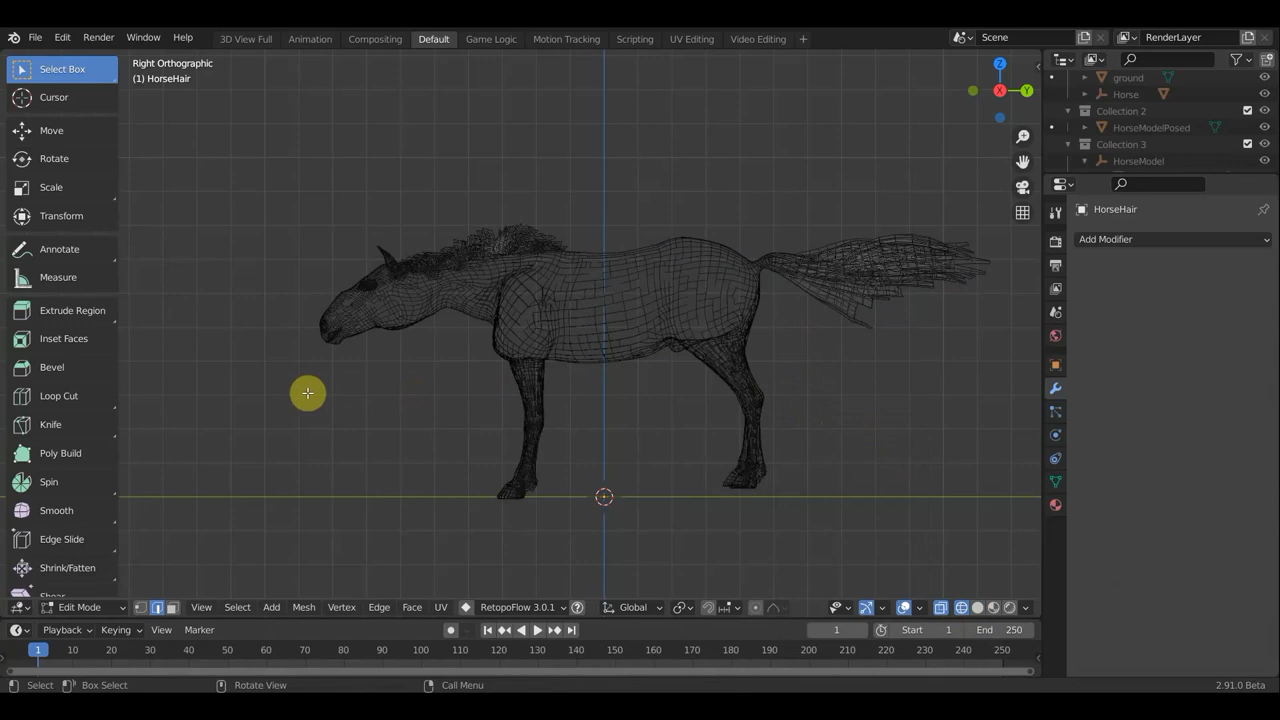 File Edit Render Window Help 3D View Full Animation Compositing Default Game Logic Motion Tracking Scripting UV Editing Video Editing + Scene RenderLayer
Select Box
Cursor
Move
Rotate
Scale
Transform
Annotate
Measure
Extrude Region
Inset Faces
Bevel
Loop Cut
Knife
Poly Build
Spin
Smooth
Edge Slide
Shrink/Fatten
Shear
Right Orthographic
(1) HorseHair
Z
X
Y
ground
Horse
Collection 2
HorseModelPosed
Collection 3
HorseModel
HorseHair
Add Modifier
Edit Mode View Select Add Mesh Vertex Edge Face UV RetopoFlow 3.0.1 ? Global
Playback Keying View Marker 1 Start 1 End 250
1 10 20 30 40 50 60 70 80 90 100 110 120 130 140 150 160 170 180 190 200 210 220 230 240 250
Select Box Select Rotate View Call Menu 2.91.0 Beta